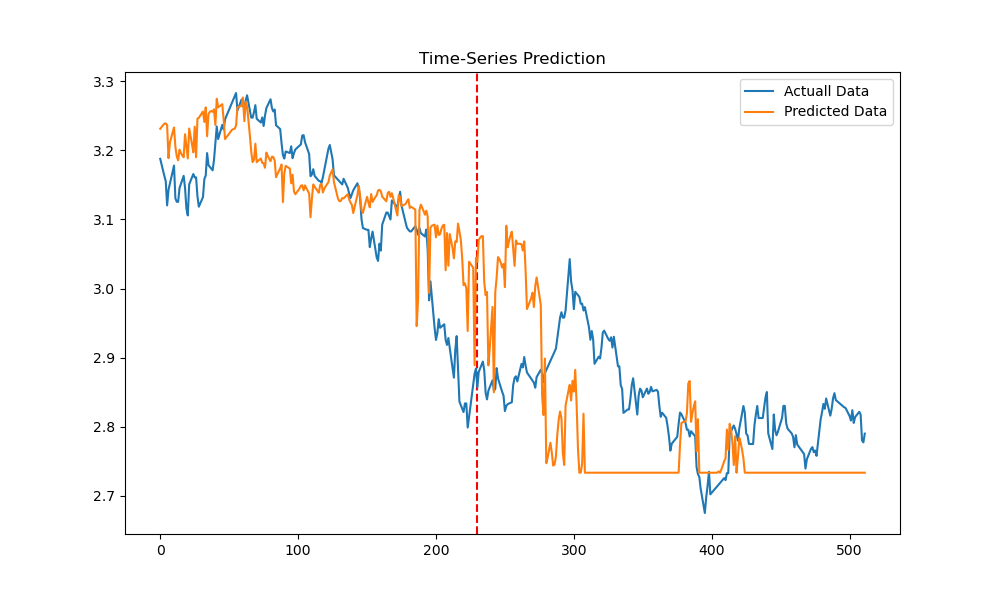 Time-Series Prediction
Actuall Data
Predicted Data
3.3
3.2
3.1
3.0
2.9
2.8
2.7
0 100 200 300 400 500